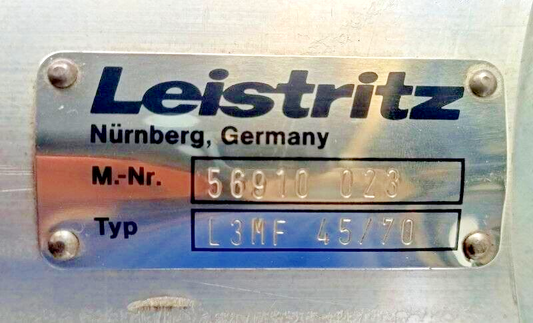 Leistritz
Nürnberg, Germany
M.-Nr. 56910 023
Typ L3MF 45/70